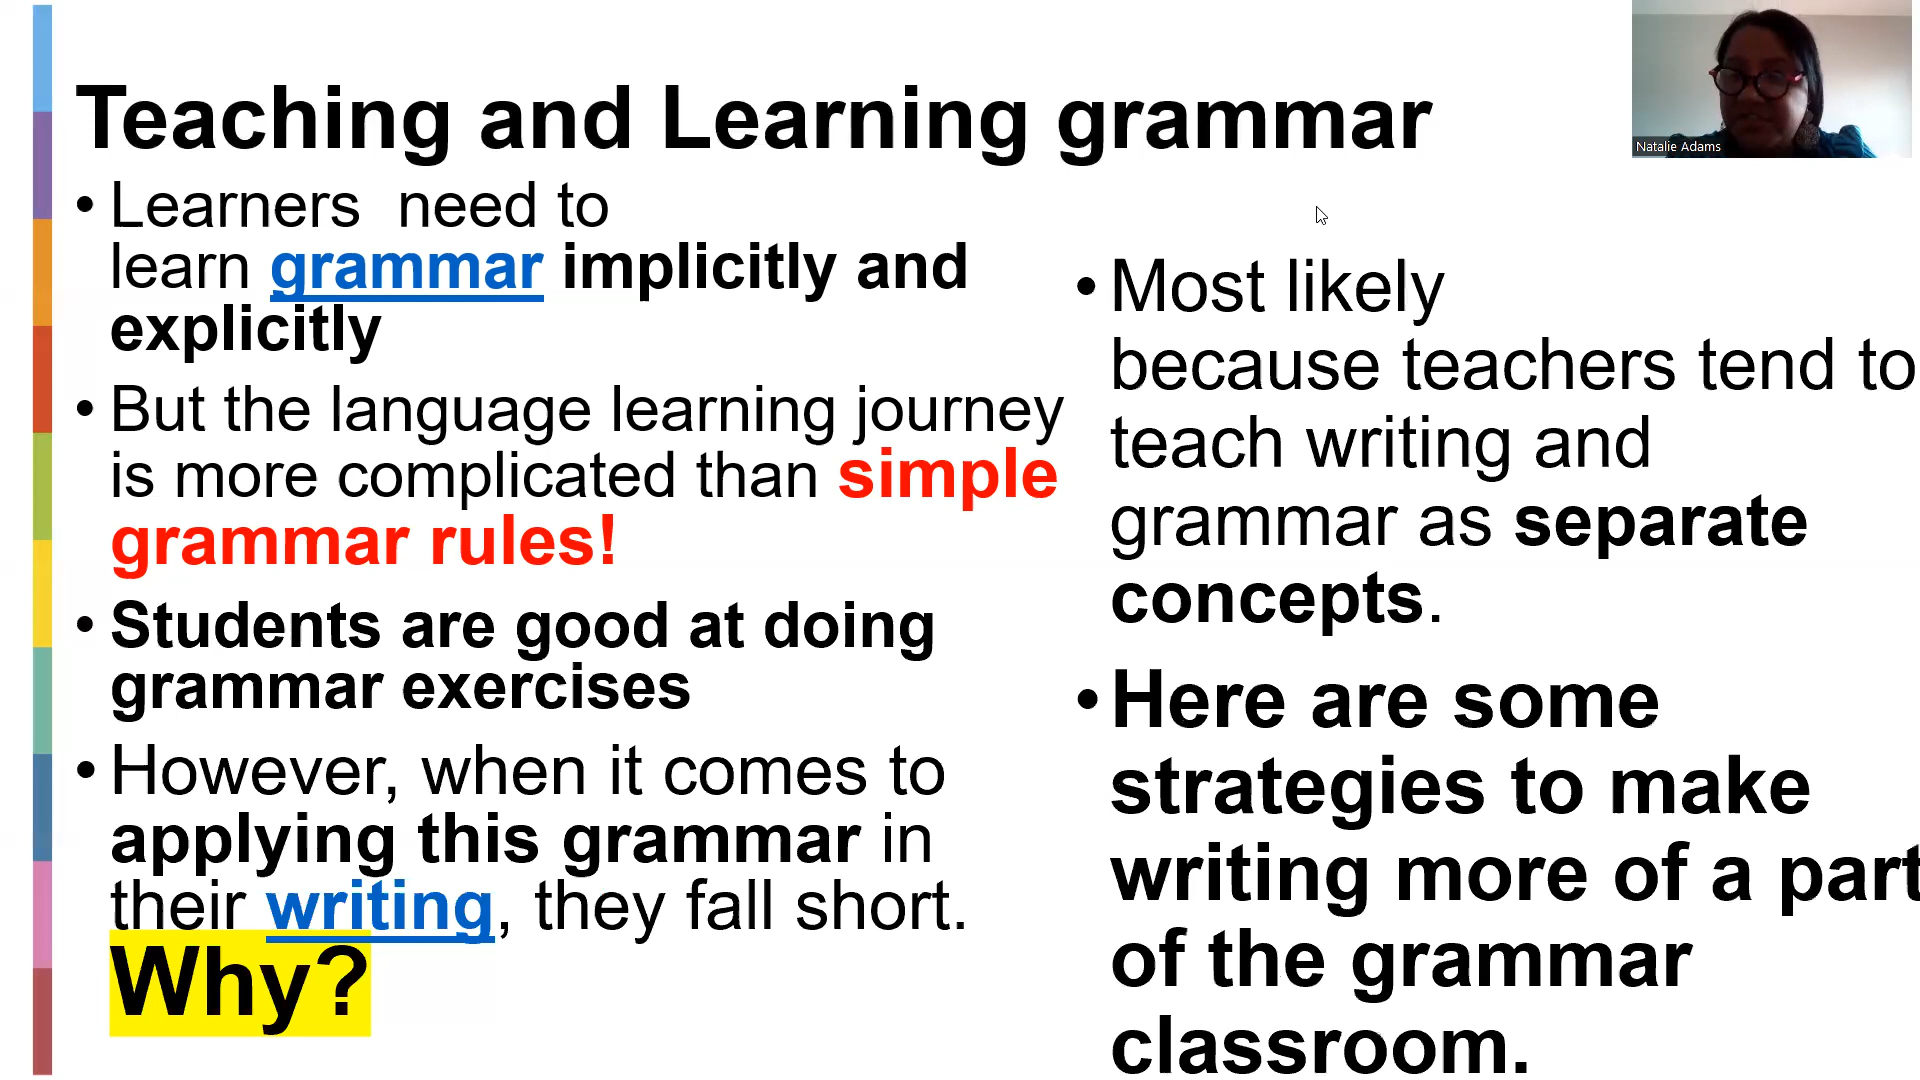 Teaching and Learning grammar
• Learners  need to
learn grammar implicitly and
explicitly
• But the language learning journey
is more complicated than simple
grammar rules!
• Students are good at doing
grammar exercises
• However, when it comes to
applying this grammar in
their writing, they fall short.
Why?
• Most likely
because teachers tend to
teach writing and
grammar as separate
concepts.
• Here are some
strategies to make
writing more of a part
of the grammar
classroom.
Natalie Adams